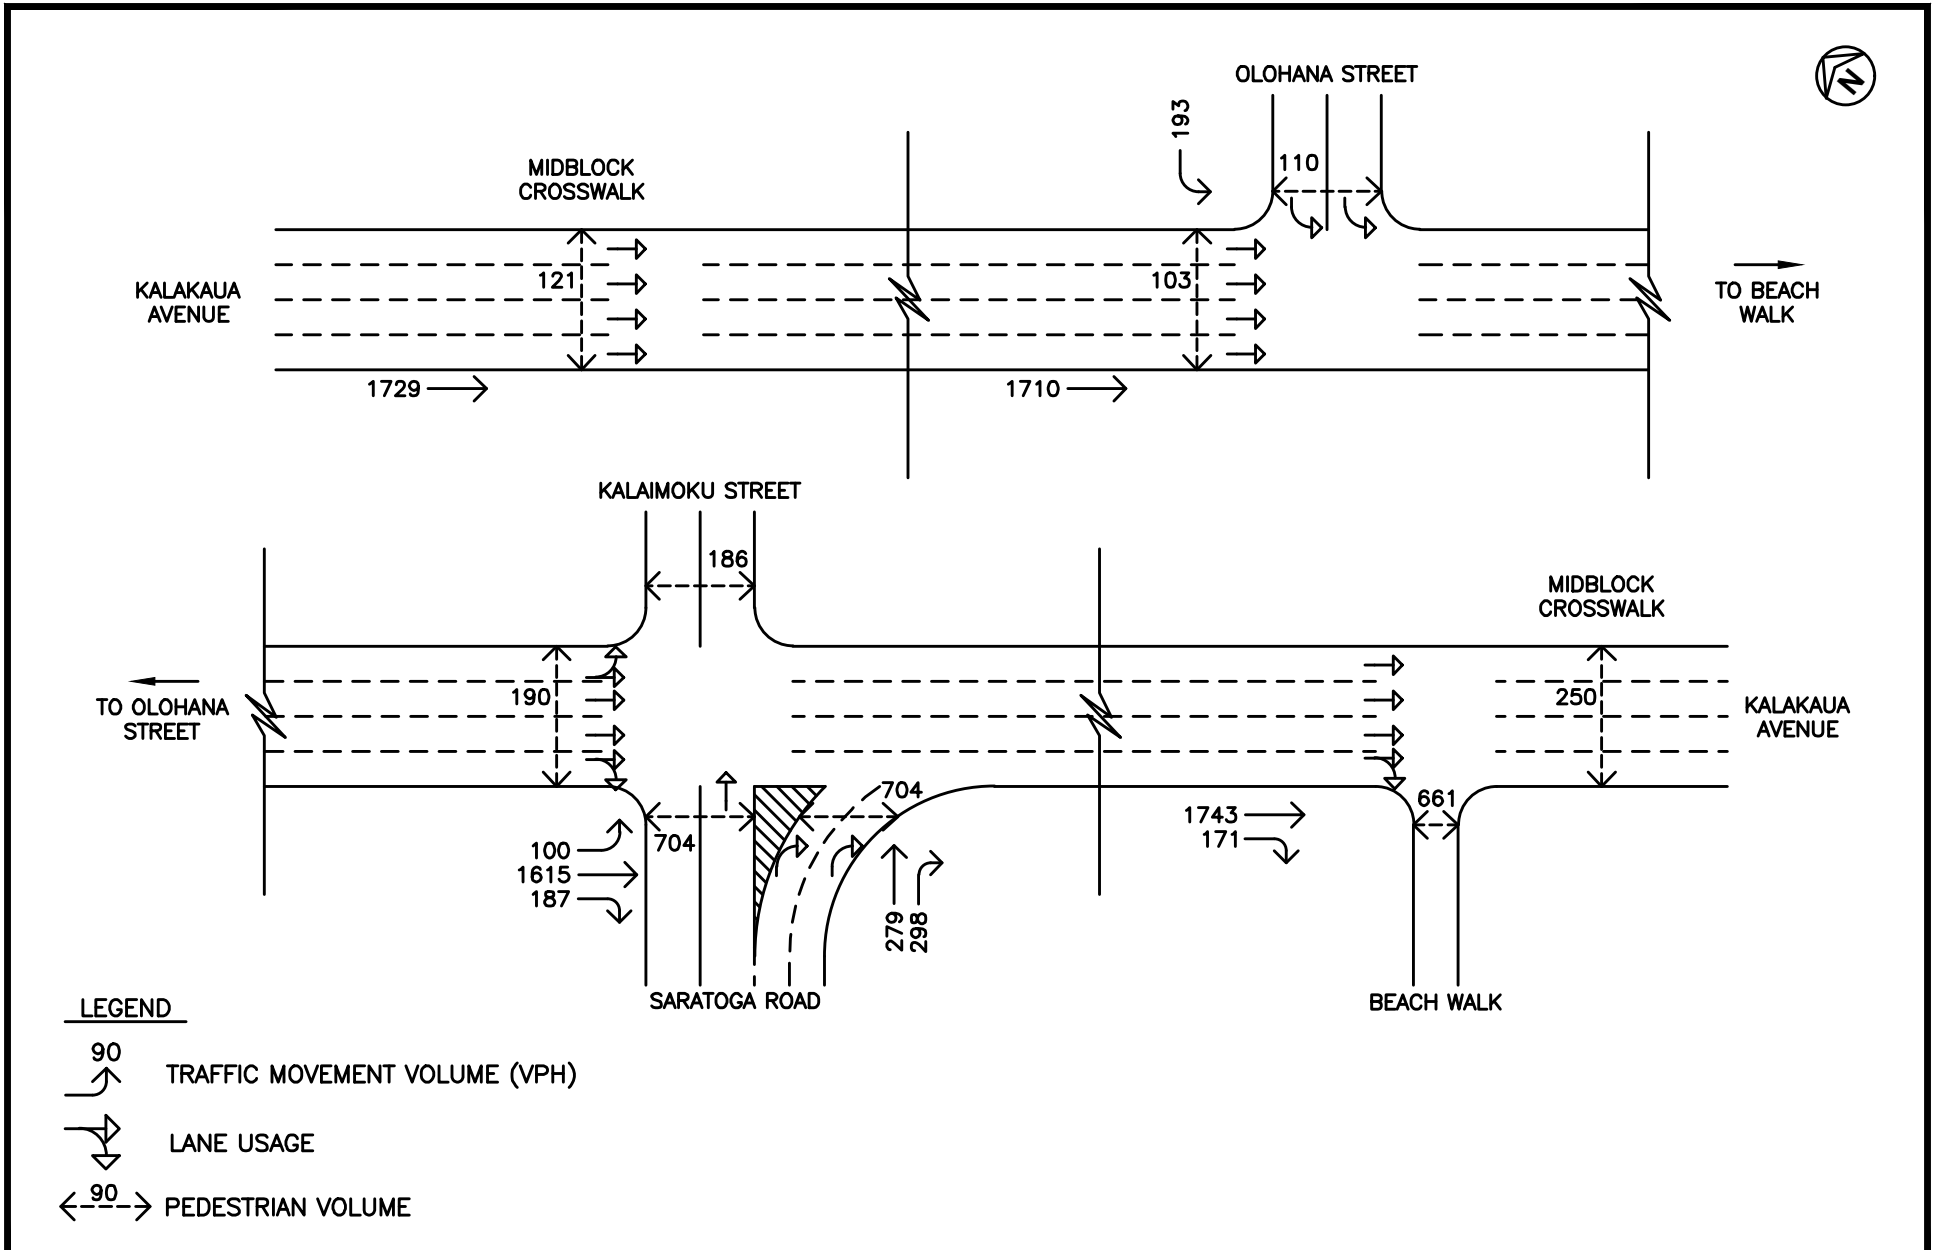 OLOHANA STREET
N
193
110
MIDBLOCK
CROSSWALK
121
103
KALAKAUA
AVENUE
TO BEACH
WALK
1729
1710
KALAIMOKU STREET
186
MIDBLOCK
CROSSWALK
190
250
TO OLOHANA
STREET
KALAKAUA
AVENUE
704
704
661
100
1615
187
279
298
1743
171
SARATOGA ROAD
BEACH WALK
LEGEND
90
TRAFFIC MOVEMENT VOLUME (VPH)
LANE USAGE
90
PEDESTRIAN VOLUME